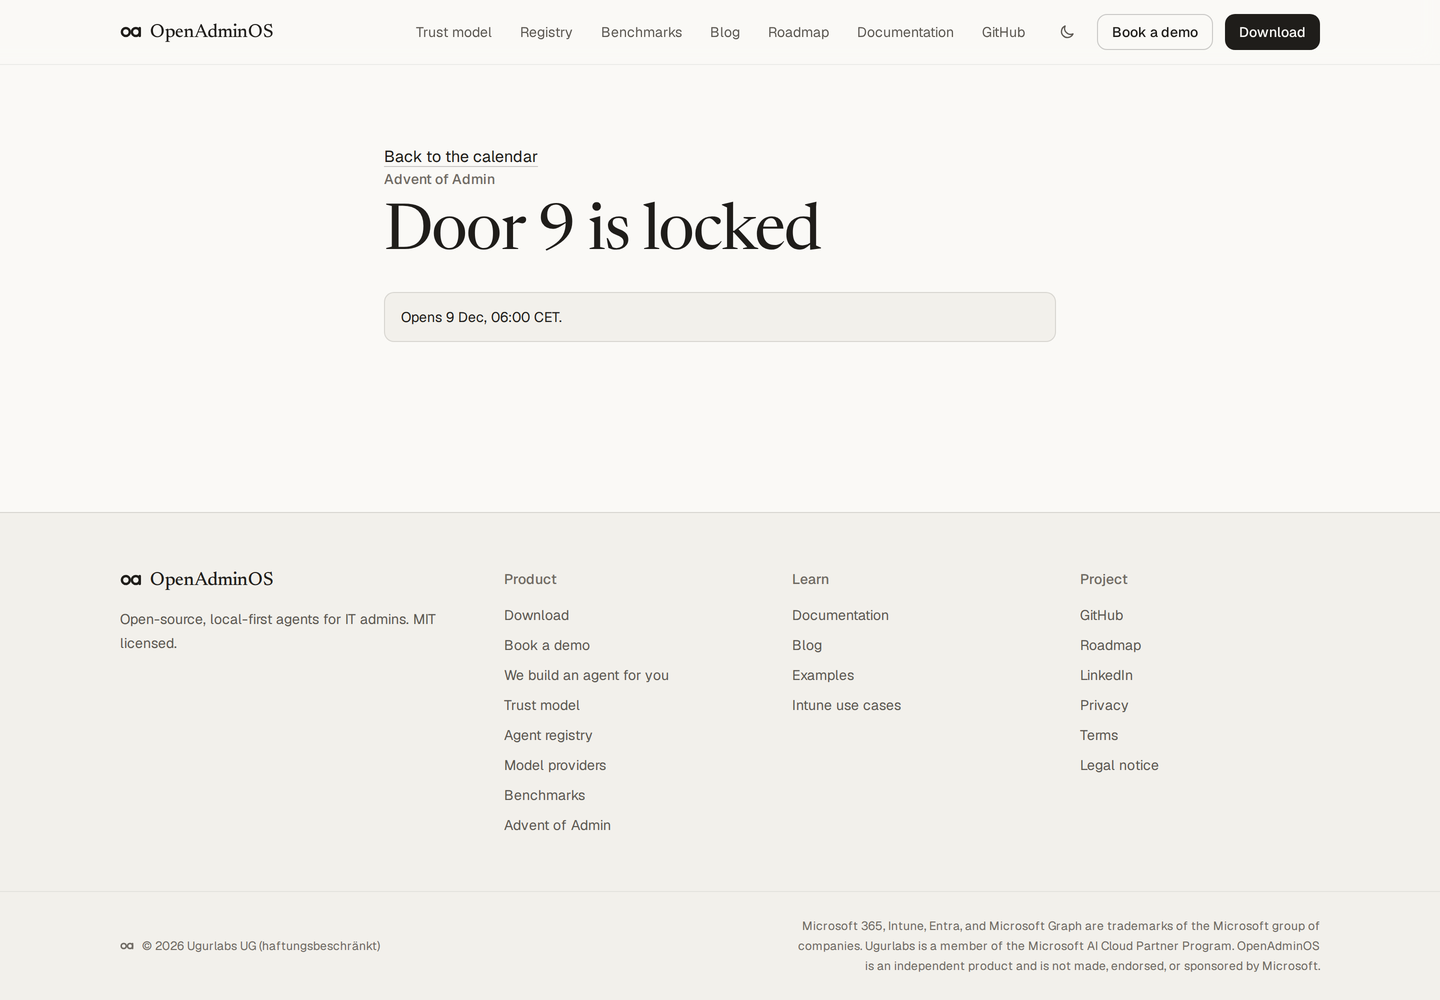 oa OpenAdminOS
Trust model
Registry
Benchmarks
Blog
Roadmap
Documentation
GitHub
Book a demo
Download
Back to the calendar
Advent of Admin
Door 9 is locked
Opens 9 Dec, 06:00 CET.
oa OpenAdminOS
Open-source, local-first agents for IT admins. MIT
licensed.
Product
Download
Book a demo
We build an agent for you
Trust model
Agent registry
Model providers
Benchmarks
Advent of Admin
Learn
Documentation
Blog
Examples
Intune use cases
Project
GitHub
Roadmap
LinkedIn
Privacy
Terms
Legal notice
oa © 2026 Ugurlabs UG (haftungsbeschränkt)
Microsoft 365, Intune, Entra, and Microsoft Graph are trademarks of the Microsoft group of
companies. Ugurlabs is a member of the Microsoft AI Cloud Partner Program. OpenAdminOS
is an independent product and is not made, endorsed, or sponsored by Microsoft.